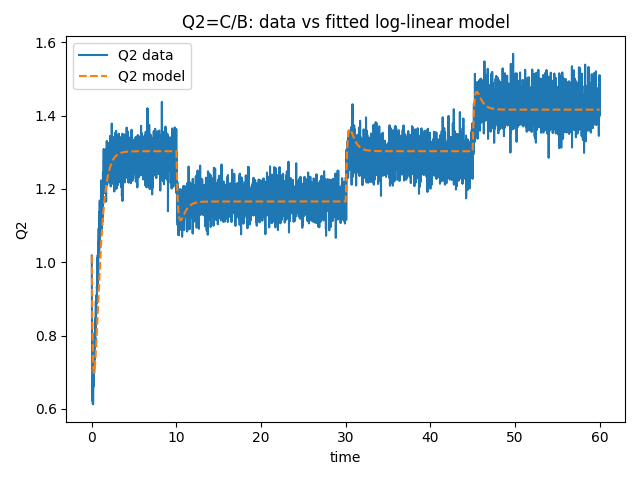 Q2=C/B: data vs fitted log-linear model
Q2 data
Q2 model
1.6
1.4
1.2
1.0
0.8
0.6
Q2
0 10 20 30 40 50 60
time